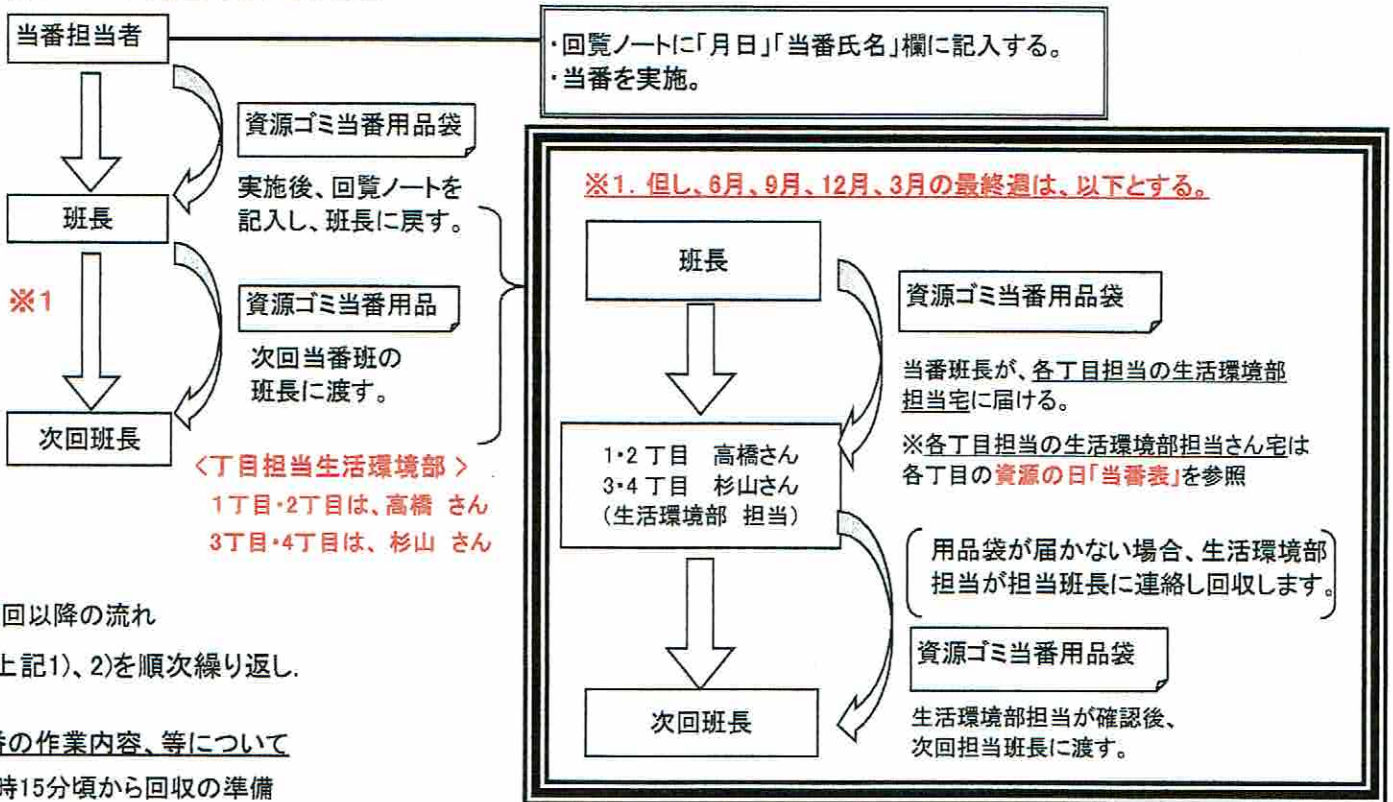 当番担当者
・回覧ノートに「月日」「当番氏名」欄に記入する。
・当番を実施。
資源ゴミ当番用品袋
実施後、回覧ノートを
記入し、班長に戻す。
班長
※1
資源ゴミ当番用品
次回当番班の
班長に渡す。
次回班長
<丁目担当生活環境部 >
1丁目・2丁目は、高橋 さん
3丁目・4丁目は、 杉山 さん
※1. 但し、6月、9月、12月、3月の最終週は、以下とする。
班長
資源ゴミ当番用品袋
当番班長が、各丁目担当の生活環境部
担当宅に届ける。
※各丁目担当の生活環境部担当さん宅は
各丁目の資源の日「当番表」を参照
1・2丁目 高橋さん
3・4丁目 杉山さん
(生活環境部 担当)
用品袋が届かない場合、生活環境部
担当が担当班長に連絡し回収します。
資源ゴミ当番用品袋
生活環境部担当が確認後、
次回担当班長に渡す。
次回班長
回以降の流れ
上記1)、2)を順次繰り返し.
の作業内容、等について
時15分頃から回収の準備